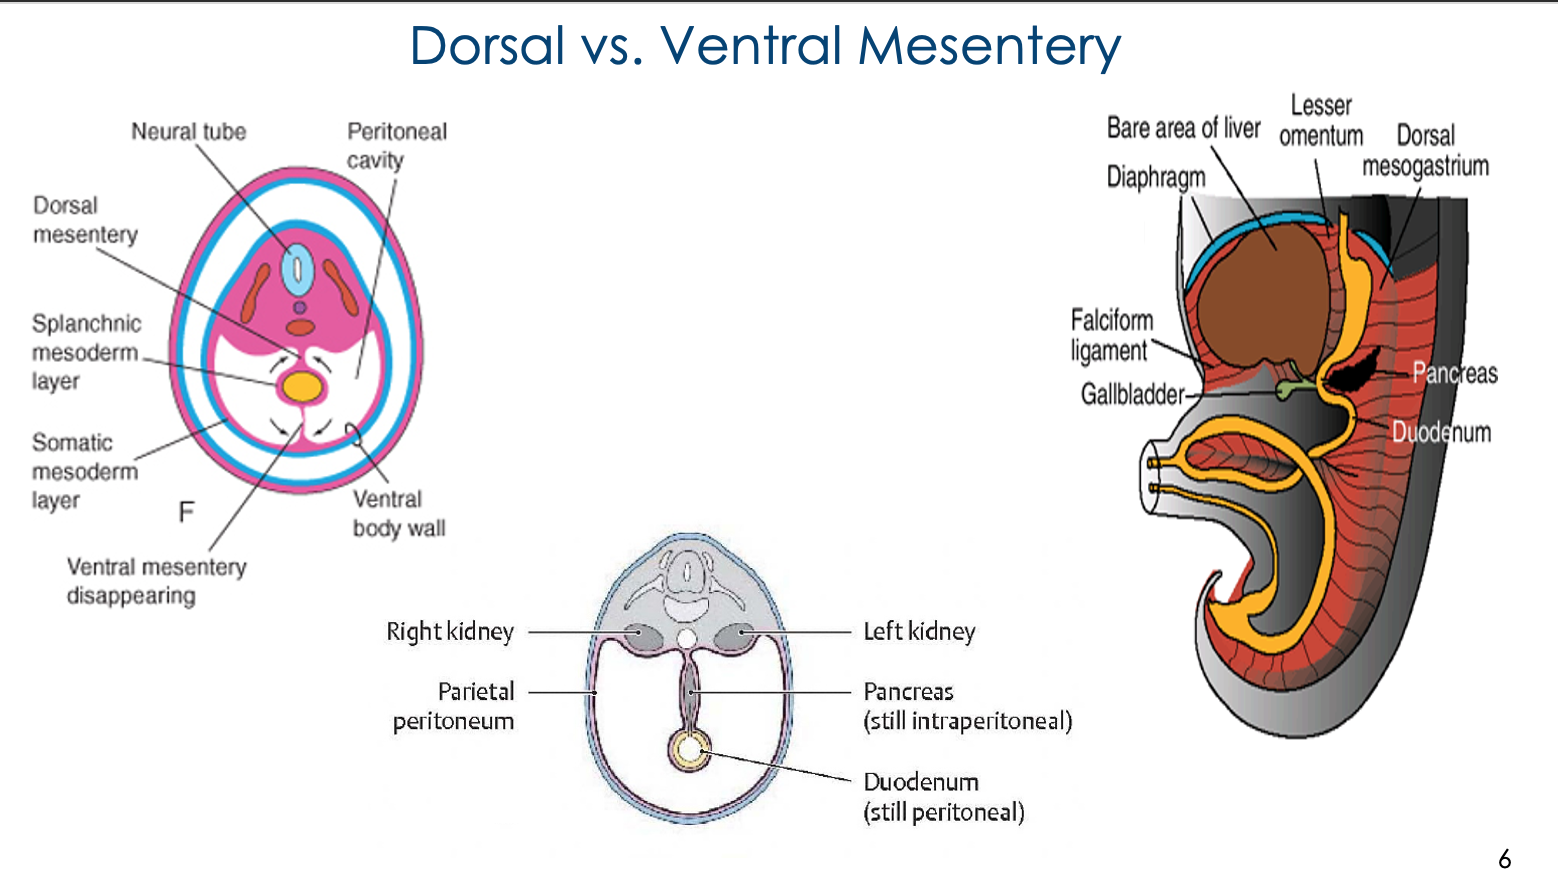 Dorsal vs. Ventral Mesentery
Neural tube
Peritoneal
cavity
Dorsal
mesentery
Splanchnic
mesoderm
layer
Somatic
mesoderm
layer
F
Ventral
body wall
Ventral mesentery
disappearing
Right kidney
Left kidney
Parietal
peritoneum
Pancreas
(still intraperitoneal)
Duodenum
(still peritoneal)
Bare area of liver
Lesser
omentum
Dorsal
mesogastrium
Diaphragm
Falciform
ligament
Gallbladder
Pancreas
Duodenum
6